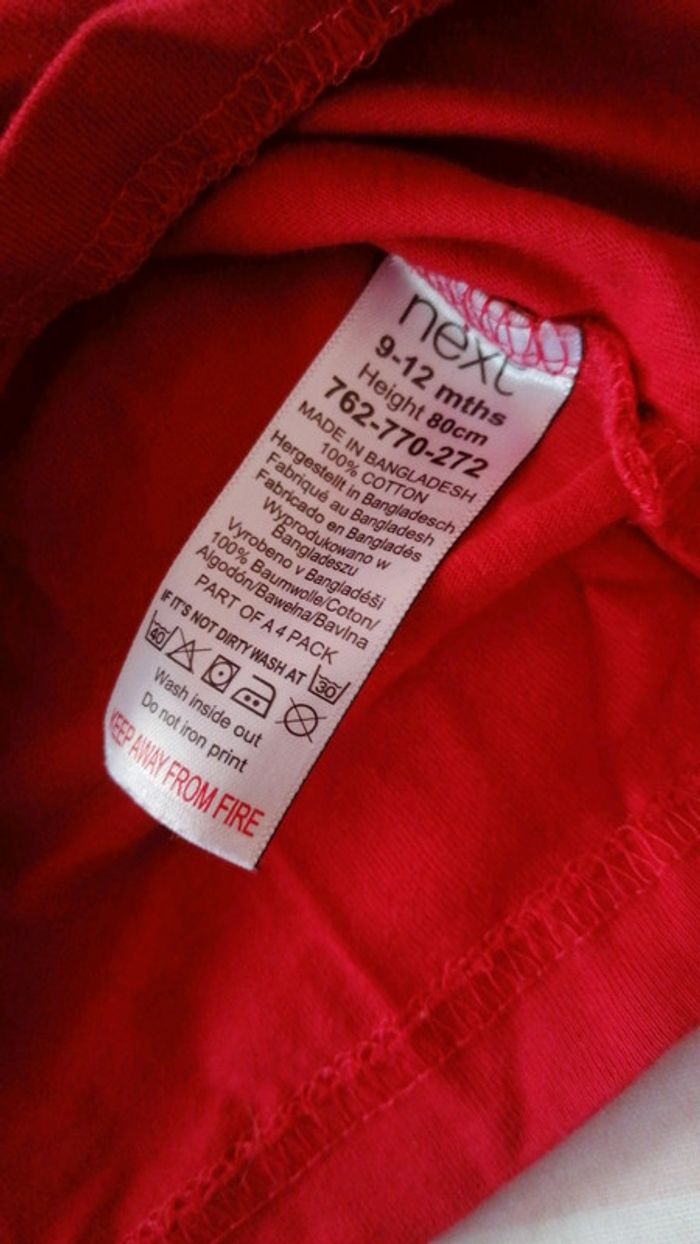 next
9-12 mths
Height 80cm
762-770-272
MADE IN BANGLADESH
100% COTTON
Hergestellt in Bangladesch
Fabriqué au Bangladesh
Fabricado en Bangladés
Wyprodukowano w
Bangladeszu
Vyrobeno v Bangladéši
100% Baumwolle/Coton/
Algodón/Bawełna/Bavlna
PART OF A 4 PACK
IF IT'S NOT DIRTY WASH AT 30
40
Wash inside out
Do not iron print
KEEP AWAY FROM FIRE